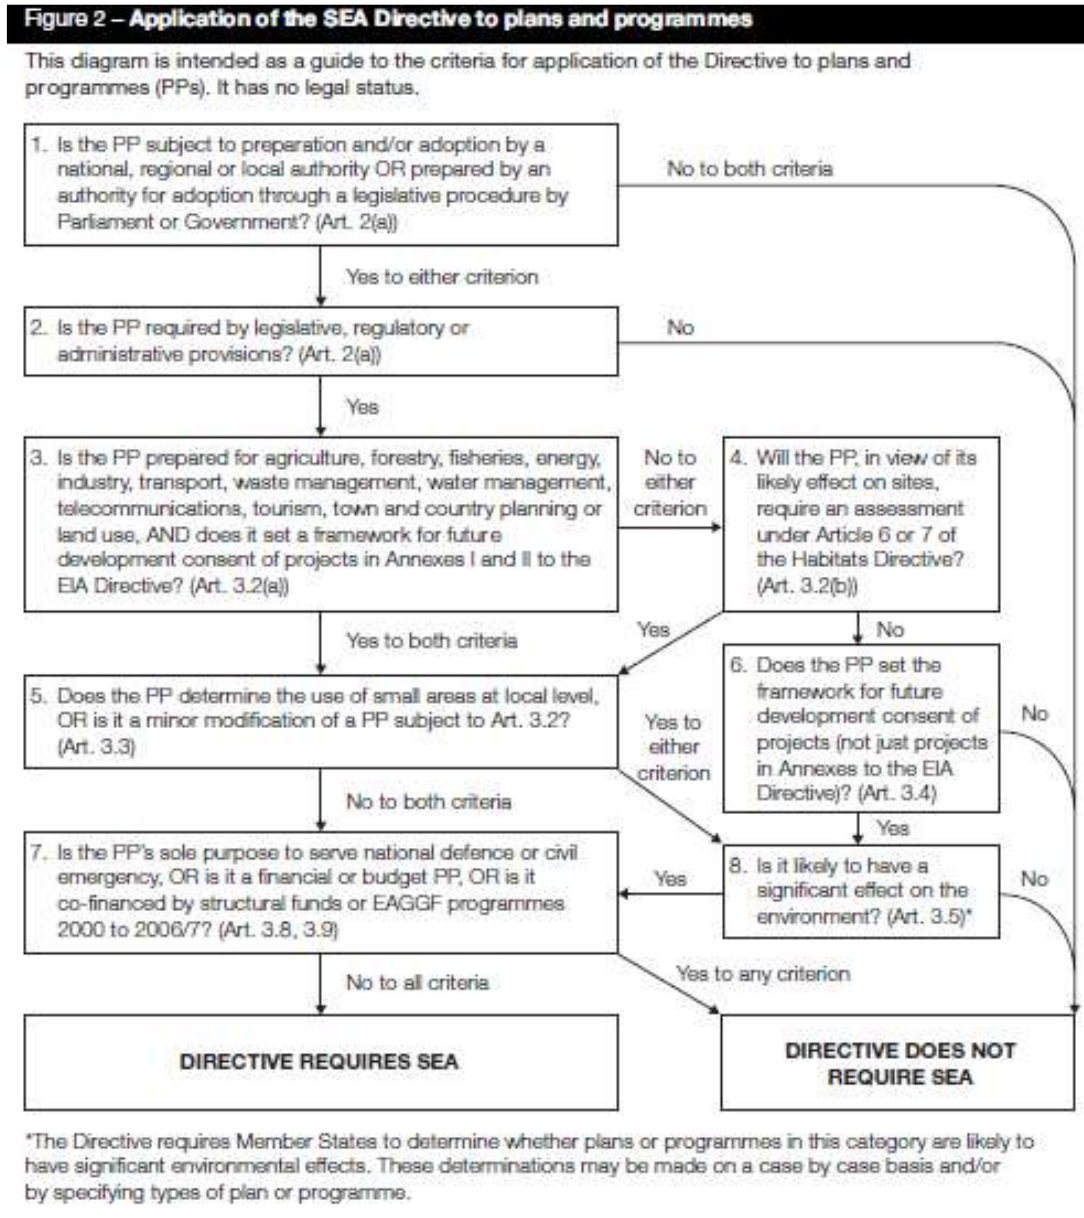 Figure 2 – Application of the SEA Directive to plans and programmes
This diagram is intended as a guide to the criteria for application of the Directive to plans and
programmes (PPs). It has no legal status.
1. Is the PP subject to preparation and/or adoption by a
national, regional or local authority OR prepared by an
authority for adoption through a legislative procedure by
Parliament or Government? (Art. 2(a))
No to both criteria
Yes to either criterion
2. Is the PP required by legislative, regulatory or
administrative provisions? (Art. 2(a))
No
Yes
3. Is the PP prepared for agriculture, forestry, fisheries, energy,
industry, transport, waste management, water management,
telecommunications, tourism, town and country planning or
land use, AND does it set a framework for future
development consent of projects in Annexes I and II to the
EIA Directive? (Art. 3.2(a))
No to
either
criterion
4. Will the PP, in view of its
likely effect on sites,
require an assessment
under Article 6 or 7 of
the Habitats Directive?
(Art. 3.2(b))
Yes to both criteria
Yes
No
5. Does the PP determine the use of small areas at local level,
OR is it a minor modification of a PP subject to Art. 3.2?
(Art. 3.3)
Yes to
either
criterion
6. Does the PP set the
framework for future
development consent of
projects (not just projects
in Annexes to the EIA
Directive)? (Art. 3.4)
No
No to both criteria
Yes
7. Is the PP's sole purpose to serve national defence or civil
emergency, OR is it a financial or budget PP, OR is it
co-financed by structural funds or EAGGF programmes
2000 to 2006/7? (Art. 3.8, 3.9)
Yes
8. Is it likely to have a
significant effect on the
environment? (Art. 3.5)*
No
No to all criteria
Yes to any criterion
DIRECTIVE REQUIRES SEA
DIRECTIVE DOES NOT
REQUIRE SEA
*The Directive requires Member States to determine whether plans or programmes in this category are likely to
have significant environmental effects. These determinations may be made on a case by case basis and/or
by specifying types of plan or programme.